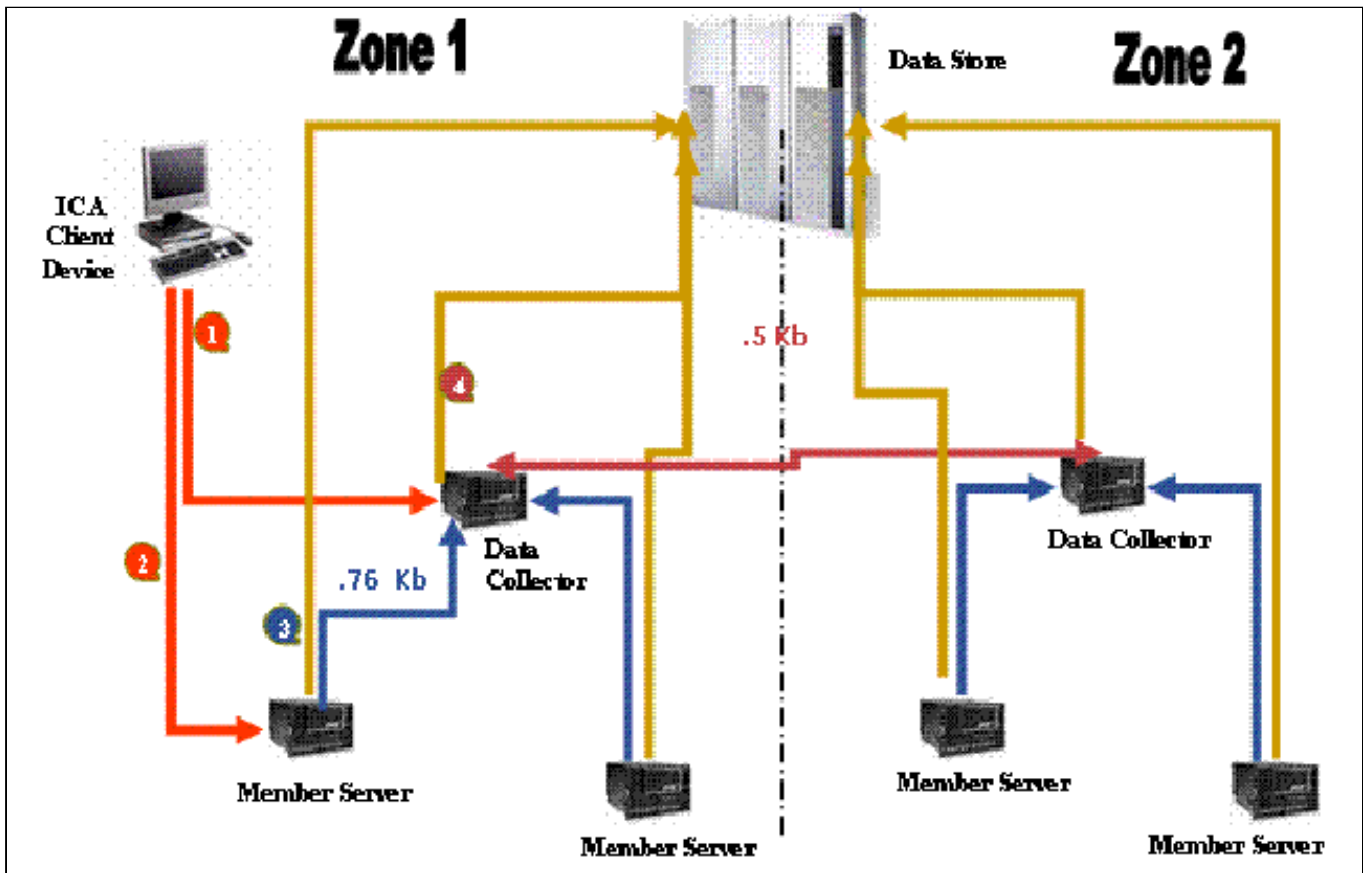 Zone 1
Data Store
Zone 2
ICA
Client
Device
1
.5 Kb
4
2
Data
Collector
Data Collector
.76 Kb
3
Member Server
Member Server
Member Server
Member Server